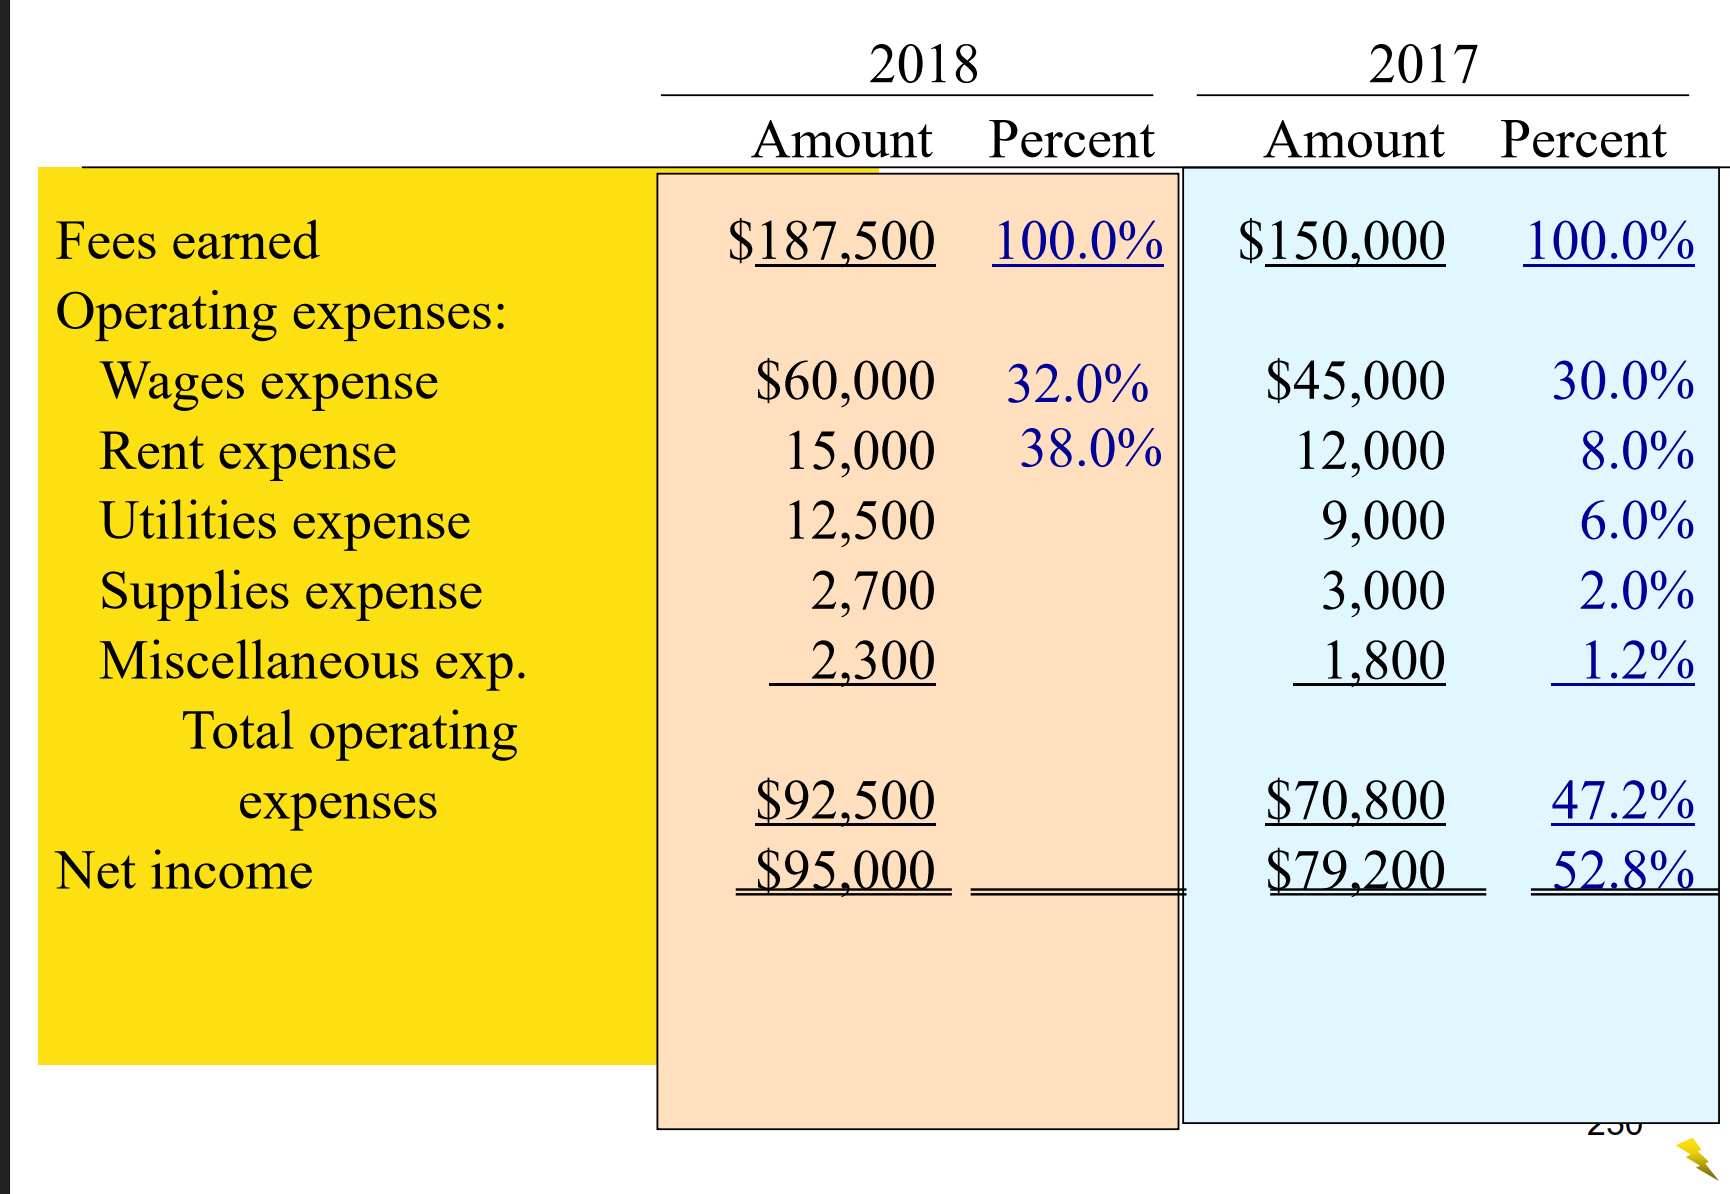 2018 2017
Amount Percent Amount Percent
Fees earned $187,500 100.0% $150,000 100.0%
Operating expenses:
Wages expense $60,000 32.0% $45,000 30.0%
Rent expense 15,000 38.0% 12,000 8.0%
Utilities expense 12,500 9,000 6.0%
Supplies expense 2,700 3,000 2.0%
Miscellaneous exp. 2,300 1,800 1.2%
Total operating
expenses $92,500 $70,800 47.2%
Net income $95,000 $79,200 52.8%